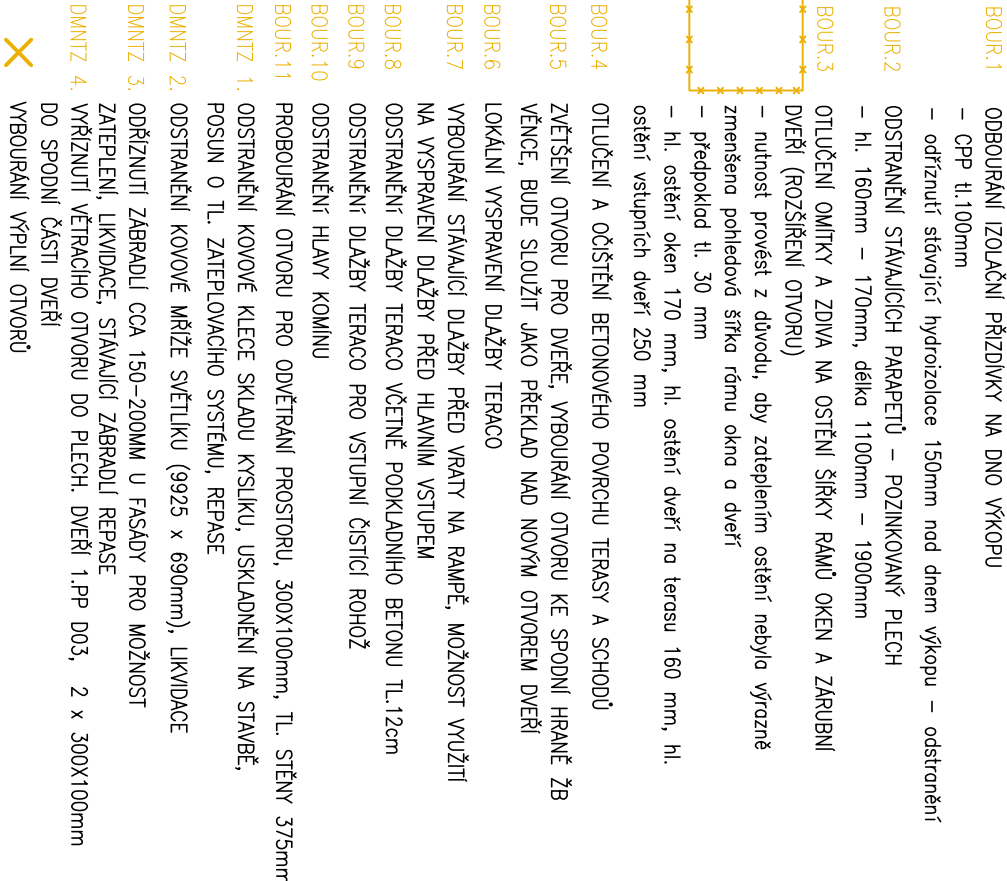 BOUR.1 ODBOURÁNÍ IZOLAČNÍ PŘIZDÍVKY NA DNO VÝKOPU
– CPP tl.100mm
– odříznutí stávající hydroizolace 150mm nad dnem výkopu – odstranění
BOUR.2 ODSTRANĚNÍ STÁVAJÍCÍCH PARAPETŮ – POZINKOVANÝ PLECH
– hl. 160mm – 170mm, délka 1100mm – 1900mm
BOUR.3 OTLUČENÍ OMÍTKY A ZDIVA NA OSTĚNÍ ŠÍŘKY RÁMŮ OKEN A ZÁRUBNÍ
DVEŘÍ (ROZŠÍŘENÍ OTVORU)
– nutnost provést z důvodu, aby zateplením ostění nebyla výrazně
zmenšena pohledová šířka rámu okna a dveří
– předpoklad tl. 30 mm
– hl. ostění oken 170 mm, hl. ostění dveří na terasu 160 mm, hl.
ostění vstupních dveří 250 mm
BOUR.4 OTLUČENÍ A OČIŠTĚNÍ BETONOVÉHO POVRCHU TERASY A SCHODŮ
BOUR.5 ZVĚTŠENÍ OTVORU PRO DVEŘE, VYBOURÁNÍ OTVORU KE SPODNÍ HRANĚ ŽB
VĚNCE, BUDE SLOUŽIT JAKO PŘEKLAD NAD NOVÝM OTVOREM DVEŘÍ
BOUR.6 LOKÁLNÍ VYSPRAVENÍ DLAŽBY TERACO
BOUR.7 VYBOURÁNÍ STÁVAJÍCÍ DLAŽBY PŘED VRATY NA RAMPĚ, MOŽNOST VYUŽITÍ
NA VYSPRAVENÍ DLAŽBY PŘED HLAVNÍM VSTUPEM
BOUR.8 ODSTRANĚNÍ DLAŽBY TERACO VČETNĚ PODKLADNÍHO BETONU TL.12cm
BOUR.9 ODSTRANĚNÍ DLAŽBY TERACO PRO VSTUPNÍ ČISTÍCÍ ROHOŽ
BOUR.10 ODSTRANĚNÍ HLAVY KOMÍNU
BOUR.11 PROBOURÁNÍ OTVORU PRO ODVĚTRÁNÍ PROSTORU, 300X100mm, TL. STĚNY 375mm
DMNTZ 1. ODSTRANĚNÍ KOVOVÉ KLECE SKLADU KYSLÍKU, USKLADNĚNÍ NA STAVBĚ,
POSUN O TL. ZATEPLOVACÍHO SYSTÉMU, REPASE
DMNTZ 2. ODSTRANĚNÍ KOVOVÉ MŘÍŽE SVĚTLÍKU (9925 x 690mm), LIKVIDACE
DMNTZ 3. ODŘÍZNUTÍ ZÁBRADLÍ CCA 150-200MM U FASÁDY PRO MOŽNOST
ZATEPLENÍ, LIKVIDACE, STÁVAJÍCÍ ZÁBRADLÍ REPASE
DMNTZ 4. VYŘÍZNUTÍ VĚTRACÍHO OTVORU DO PLECH. DVEŘÍ 1.PP D03, 2 x 300X100mm
DO SPODNÍ ČÁSTI DVEŘÍ
VYBOURÁNÍ VÝPLNÍ OTVORŮ